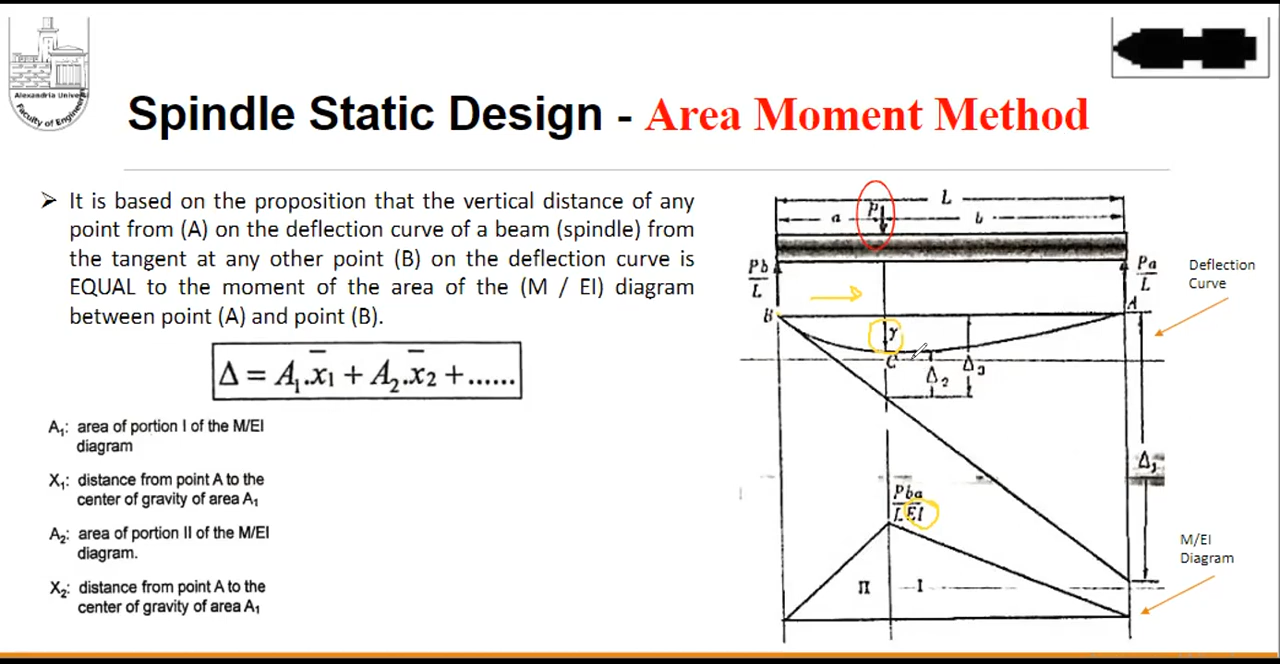 Alexandria Univer
Faculty of Engineer
Spindle Static Design - Area Moment Method
➤ It is based on the proposition that the vertical distance of any
point from (A) on the deflection curve of a beam (spindle) from
the tangent at any other point (B) on the deflection curve is
EQUAL to the moment of the area of the (M / EI) diagram
between point (A) and point (B).
Δ = A₁.x̅₁ + A₂.x̅₂ + ......
A₁: area of portion I of the M/EI
diagram
X₁: distance from point A to the
center of gravity of area A₁
A₂: area of portion II of the M/EI
diagram.
X₂: distance from point A to the
center of gravity of area A₁
L
a P b
Pb
L
Pa
L
Deflection
Curve
B A
y
C
Δ₂ Δ₃
Δ₁
Pba
LEI
II I
M/EI
Diagram